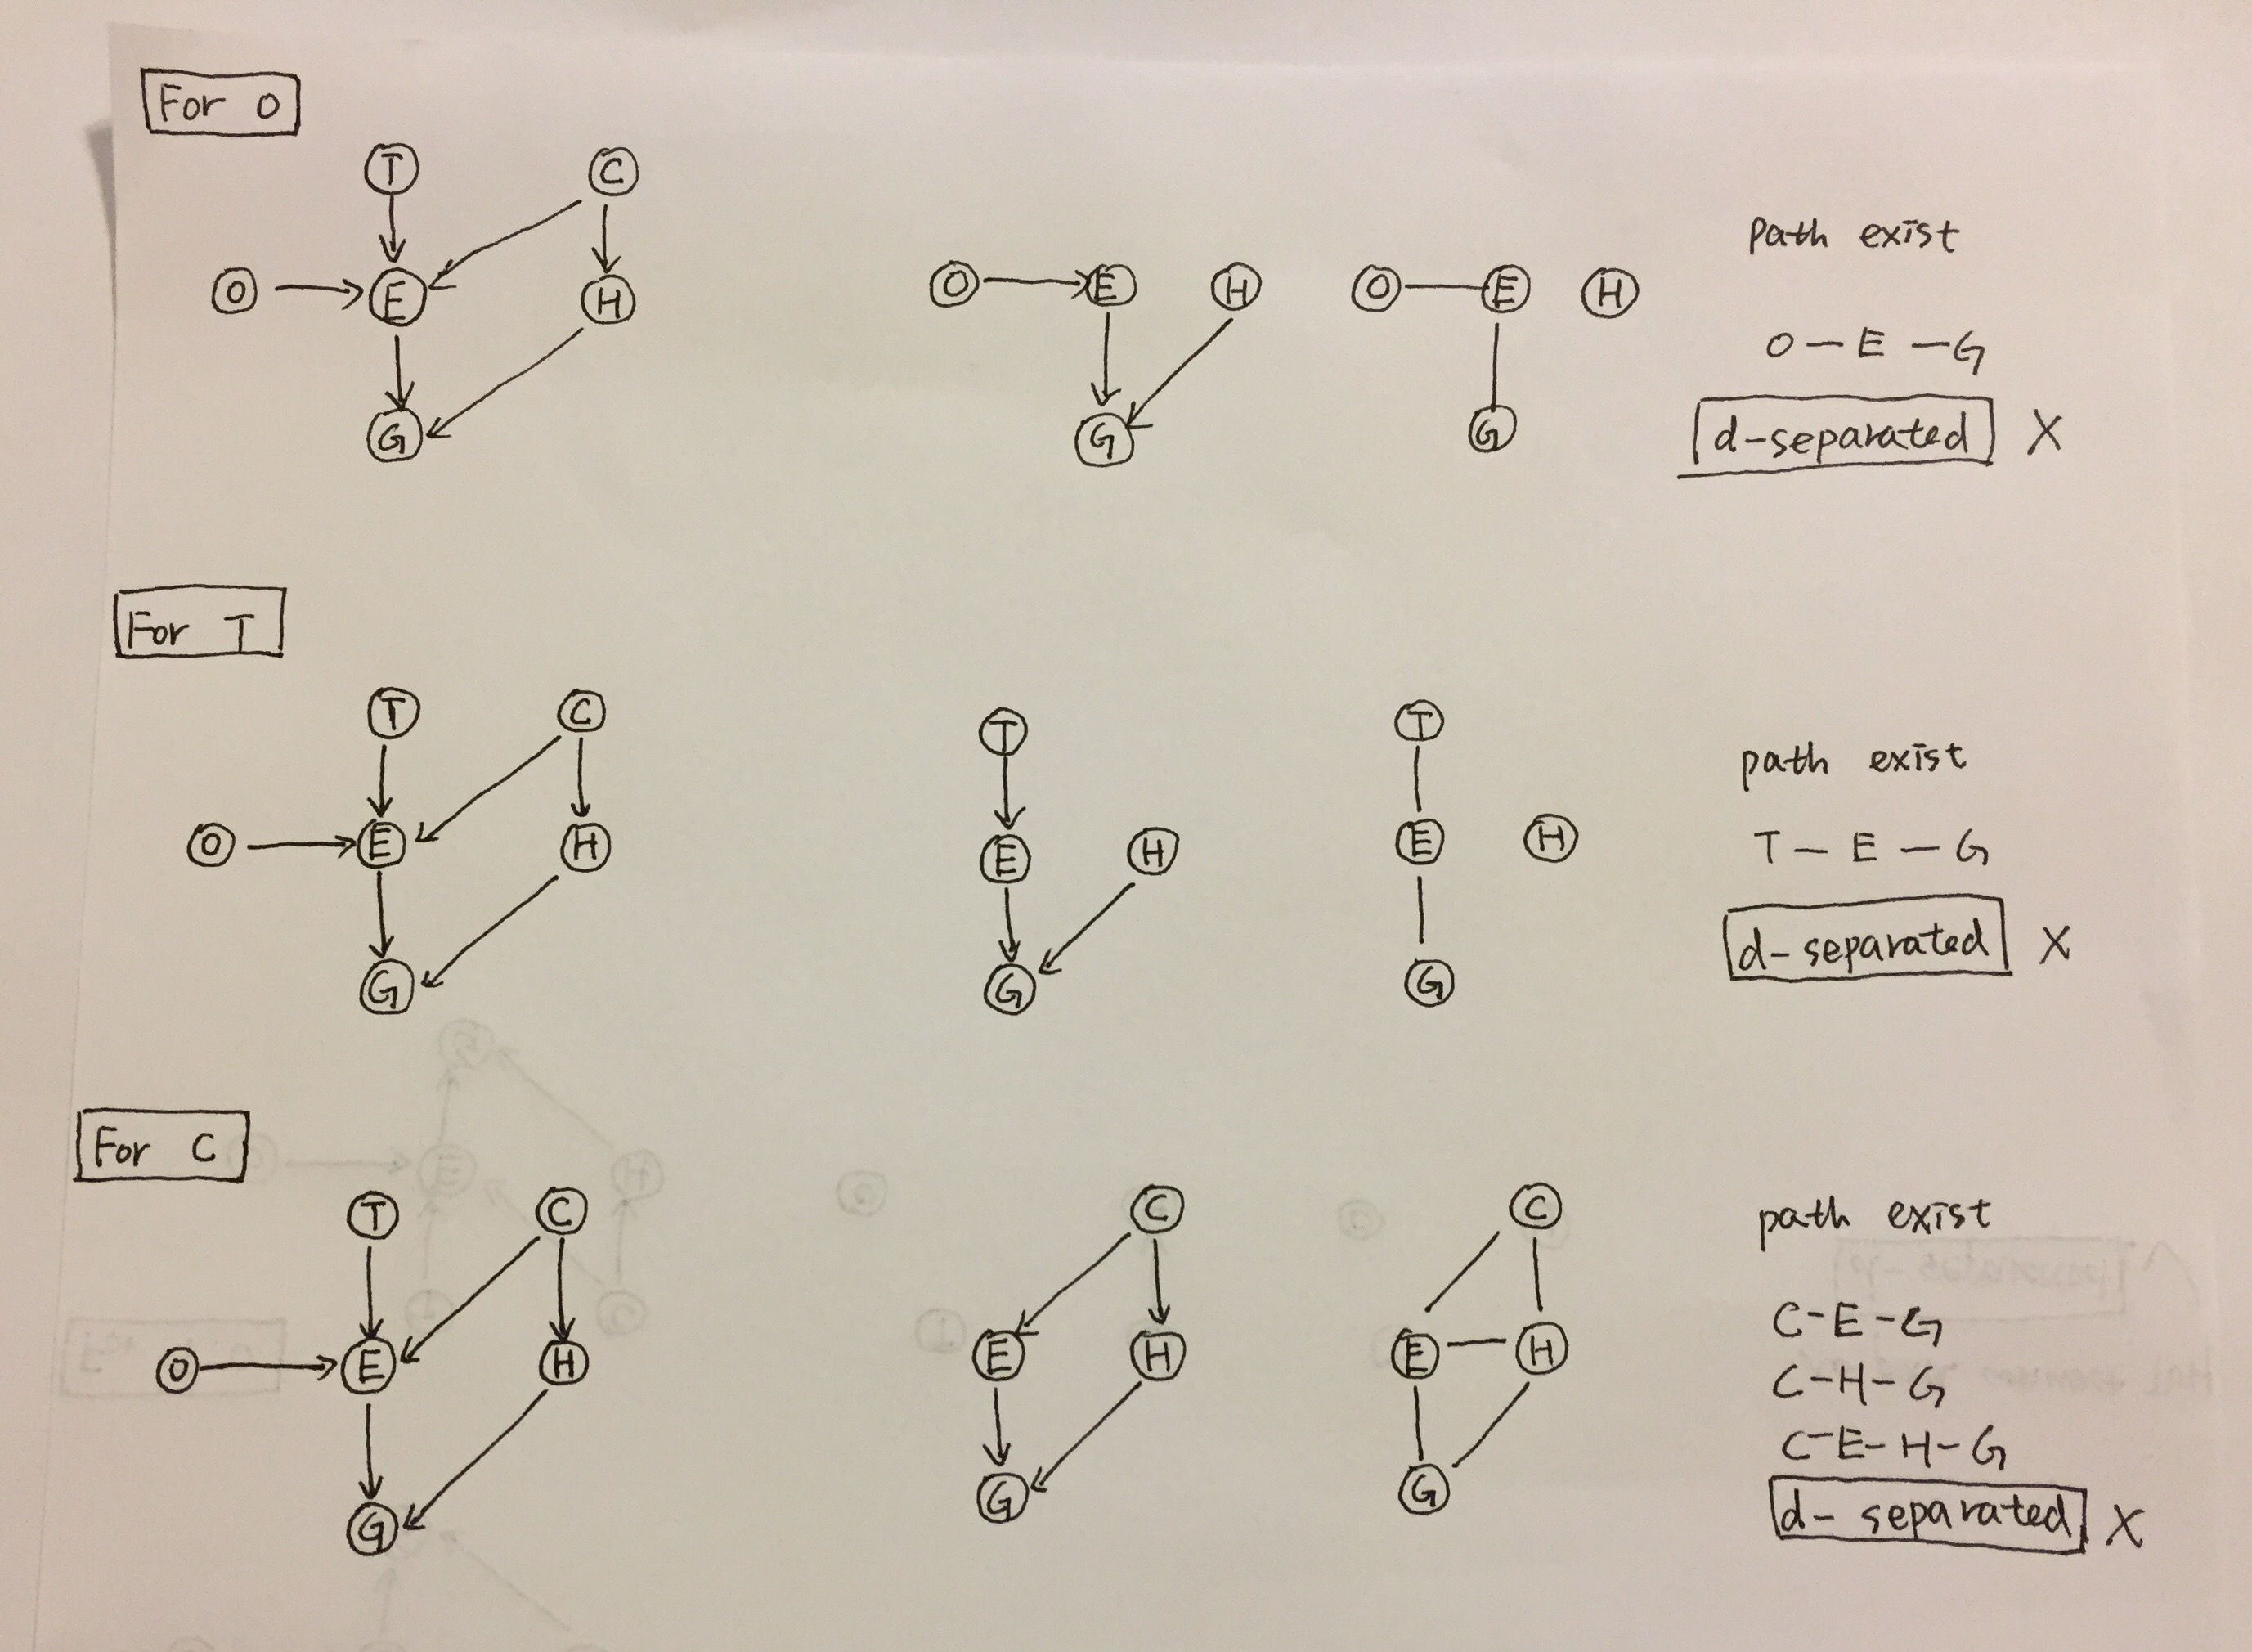 For O
T C
O E H
G
O E H
G
O E H
G
path exist
O — E — G
d-separated X
For T
T C
O E H
G
T
E H
G
T
E H
G
path exist
T — E — G
d-separated X
For C
T C
O E H
G
C
E H
G
C
E H
G
path exist
C-E-G
C-H-G
C-E-H-G
d-separated X